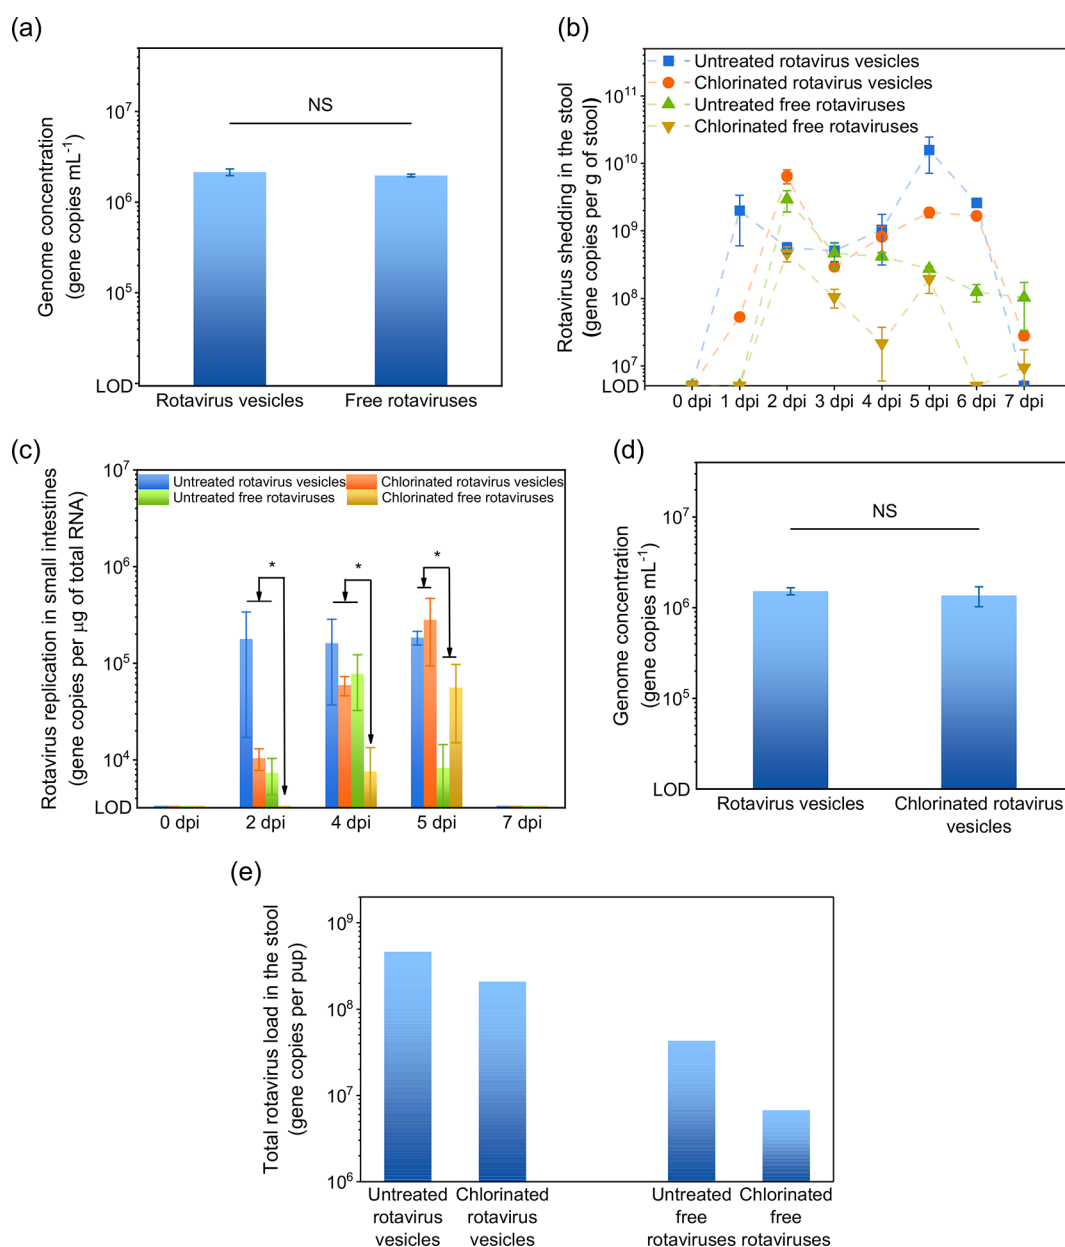 (a)
Genome concentration
(gene copies mL⁻¹)
10⁷
10⁶
10⁵
LOD
NS
Rotavirus vesicles
Free rotaviruses
(b)
Rotavirus shedding in the stool
(gene copies per g of stool)
10¹¹
10¹⁰
10⁹
10⁸
10⁷
LOD
Untreated rotavirus vesicles
Chlorinated rotavirus vesicles
Untreated free rotaviruses
Chlorinated free rotaviruses
0 dpi 1 dpi 2 dpi 3 dpi 4 dpi 5 dpi 6 dpi 7 dpi
(c)
Rotavirus replication in small intestines
(gene copies per μg of total RNA)
10⁷
10⁶
10⁵
10⁴
LOD
Untreated rotavirus vesicles
Chlorinated rotavirus vesicles
Untreated free rotaviruses
Chlorinated free rotaviruses
* * *
0 dpi 2 dpi 4 dpi 5 dpi 7 dpi
(d)
Genome concentration
(gene copies mL⁻¹)
10⁷
10⁶
10⁵
LOD
NS
Rotavirus vesicles
Chlorinated rotavirus
vesicles
(e)
Total rotavirus load in the stool
(gene copies per pup)
10⁹
10⁸
10⁷
10⁶
Untreated
rotavirus
vesicles
Chlorinated
rotavirus
vesicles
Untreated
free
rotaviruses
Chlorinated
free
rotaviruses